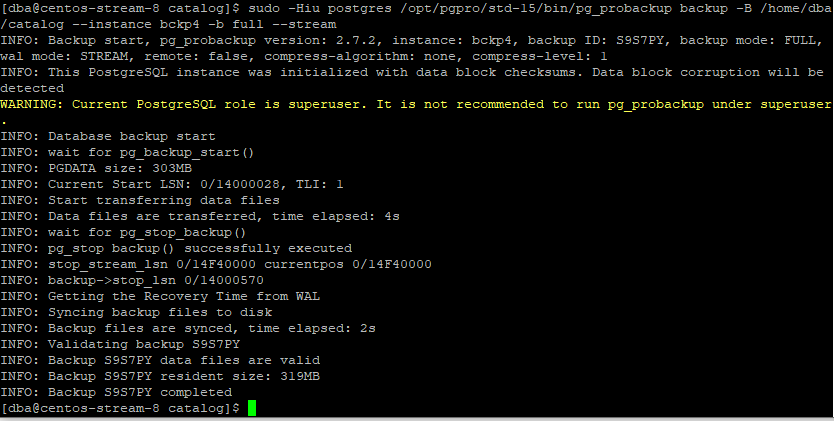 [dba@centos-stream-8 catalog]$ sudo -Hiu postgres /opt/pgpro/std-15/bin/pg_probackup backup -B /home/dba
/catalog --instance bckp4 -b full --stream
INFO: Backup start, pg_probackup version: 2.7.2, instance: bckp4, backup ID: S9S7PY, backup mode: FULL,
wal mode: STREAM, remote: false, compress-algorithm: none, compress-level: 1
INFO: This PostgreSQL instance was initialized with data block checksums. Data block corruption will be
detected
WARNING: Current PostgreSQL role is superuser. It is not recommended to run pg_probackup under superuser
.
INFO: Database backup start
INFO: wait for pg_backup_start()
INFO: PGDATA size: 303MB
INFO: Current Start LSN: 0/14000028, TLI: 1
INFO: Start transferring data files
INFO: Data files are transferred, time elapsed: 4s
INFO: wait for pg_stop_backup()
INFO: pg_stop backup() successfully executed
INFO: stop_stream_lsn 0/14F40000 currentpos 0/14F40000
INFO: backup->stop_lsn 0/14000570
INFO: Getting the Recovery Time from WAL
INFO: Syncing backup files to disk
INFO: Backup files are synced, time elapsed: 2s
INFO: Validating backup S9S7PY
INFO: Backup S9S7PY data files are valid
INFO: Backup S9S7PY resident size: 319MB
INFO: Backup S9S7PY completed
[dba@centos-stream-8 catalog]$